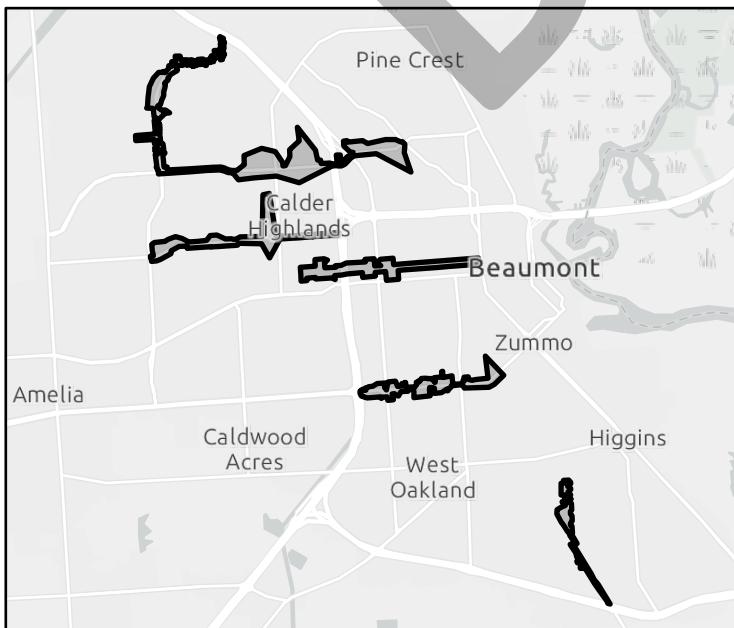 Pine Crest
Calder
Highlands
Beaumont
Zummo
Amelia
Caldwood
Acres
Higgins
West
Oakland